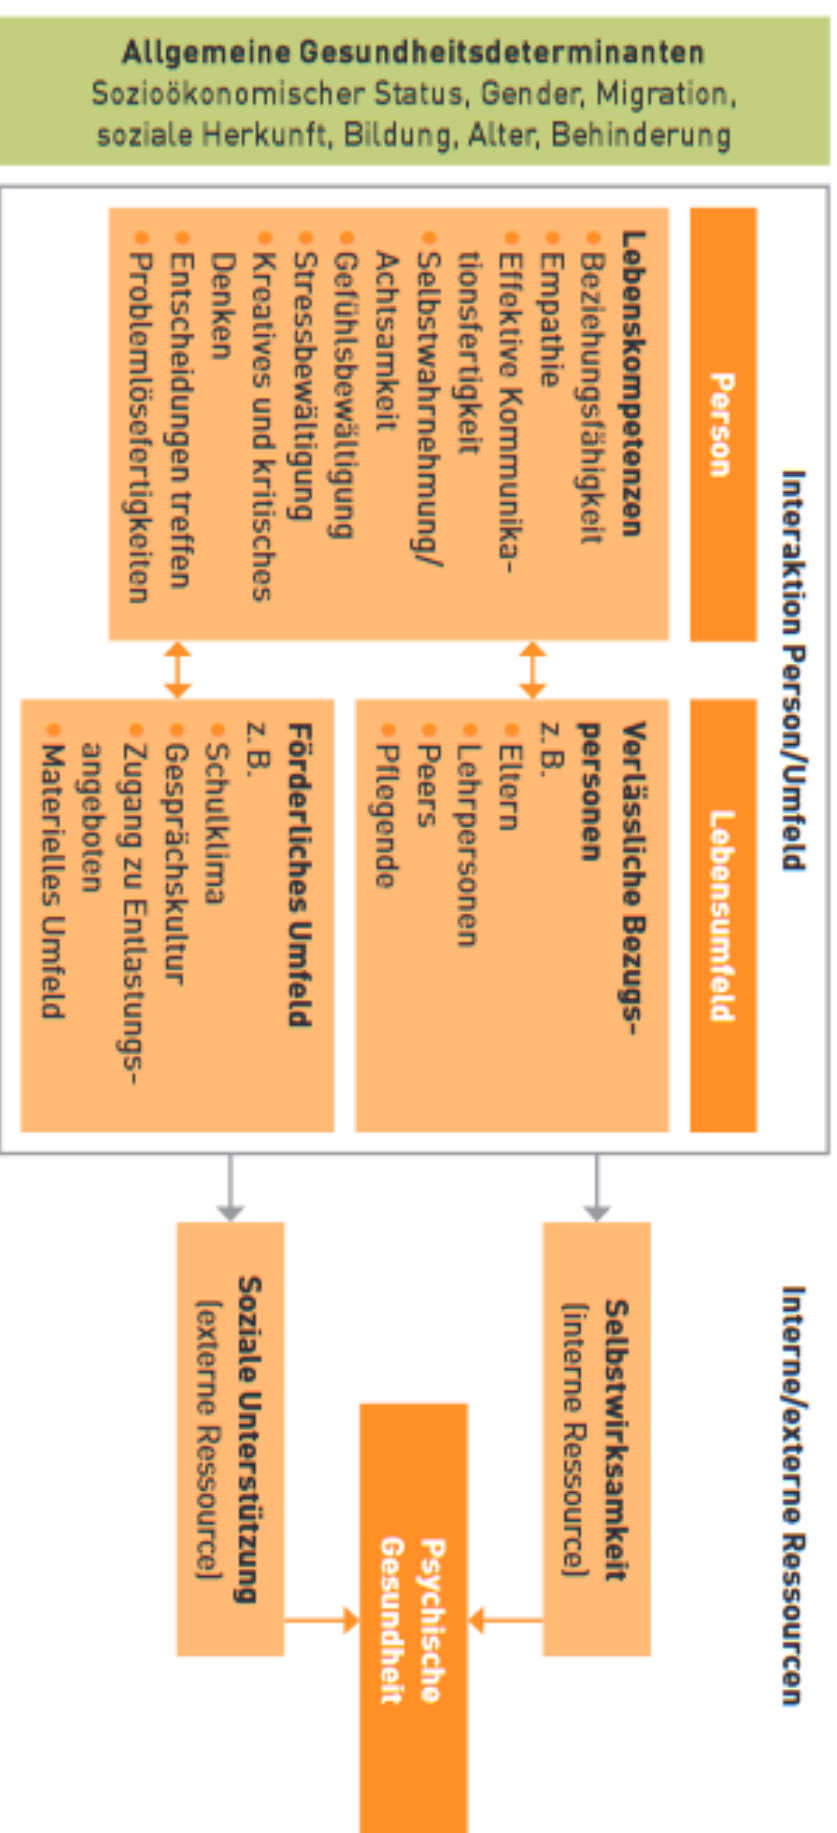 Allgemeine Gesundheitsdeterminanten
Sozioökonomischer Status, Gender, Migration,
soziale Herkunft, Bildung, Alter, Behinderung
Interaktion Person/Umfeld
Person
Lebenskompetenzen
• Beziehungsfähigkeit
• Empathie
• Effektive Kommunika-
tionsfertigkeit
• Selbstwahrnehmung/
Achtsamkeit
• Gefühlsbewältigung
• Stressbewältigung
• Kreatives und kritisches
Denken
• Entscheidungen treffen
• Problemlösefertigkeiten
Lebensumfeld
Verlässliche Bezugs-
personen
z. B.
• Eltern
• Lehrpersonen
• Peers
• Pflegende
Förderliches Umfeld
z. B.
• Schulklima
• Gesprächskultur
• Zugang zu Entlastungs-
angeboten
• Materielles Umfeld
Interne/externe Ressourcen
Selbstwirksamkeit
(interne Ressource)
Soziale Unterstützung
(externe Ressource)
Psychische
Gesundheit